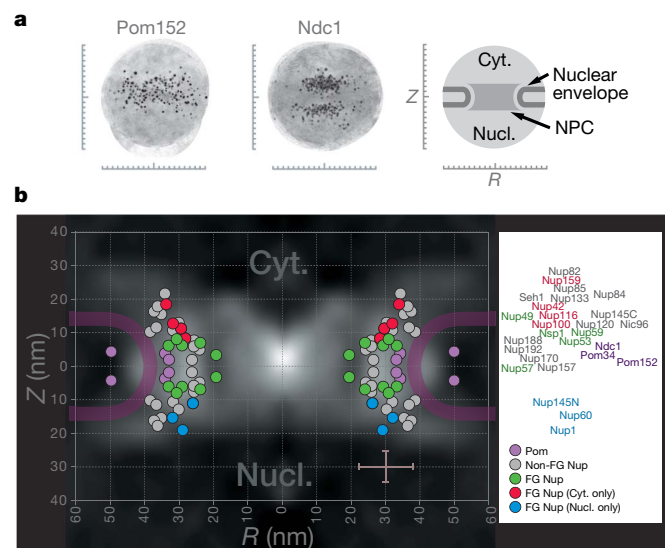 a
Pom152
Ndc1
Cyt.
Nuclear
envelope
Z
Nucl.
NPC
R
b
40
30
20
10
0
10
20
30
40
Z (nm)
Cyt.
Nucl.
60 50 40 30 20 10 0 10 20 30 40 50 60
R (nm)
Nup82
Nup159
Nup85
Seh1 Nup133 Nup84
Nup42
Nup49 Nup116 Nup145C
Nup100 Nup120 Nic96
Nsp1 Nup59
Nup188 Nup53 Ndc1
Nup192 Pom34
Nup170 Pom152
Nup57 Nup157
Nup145N
Nup60
Nup1
Pom
Non-FG Nup
FG Nup
FG Nup (Cyt. only)
FG Nup (Nucl. only)